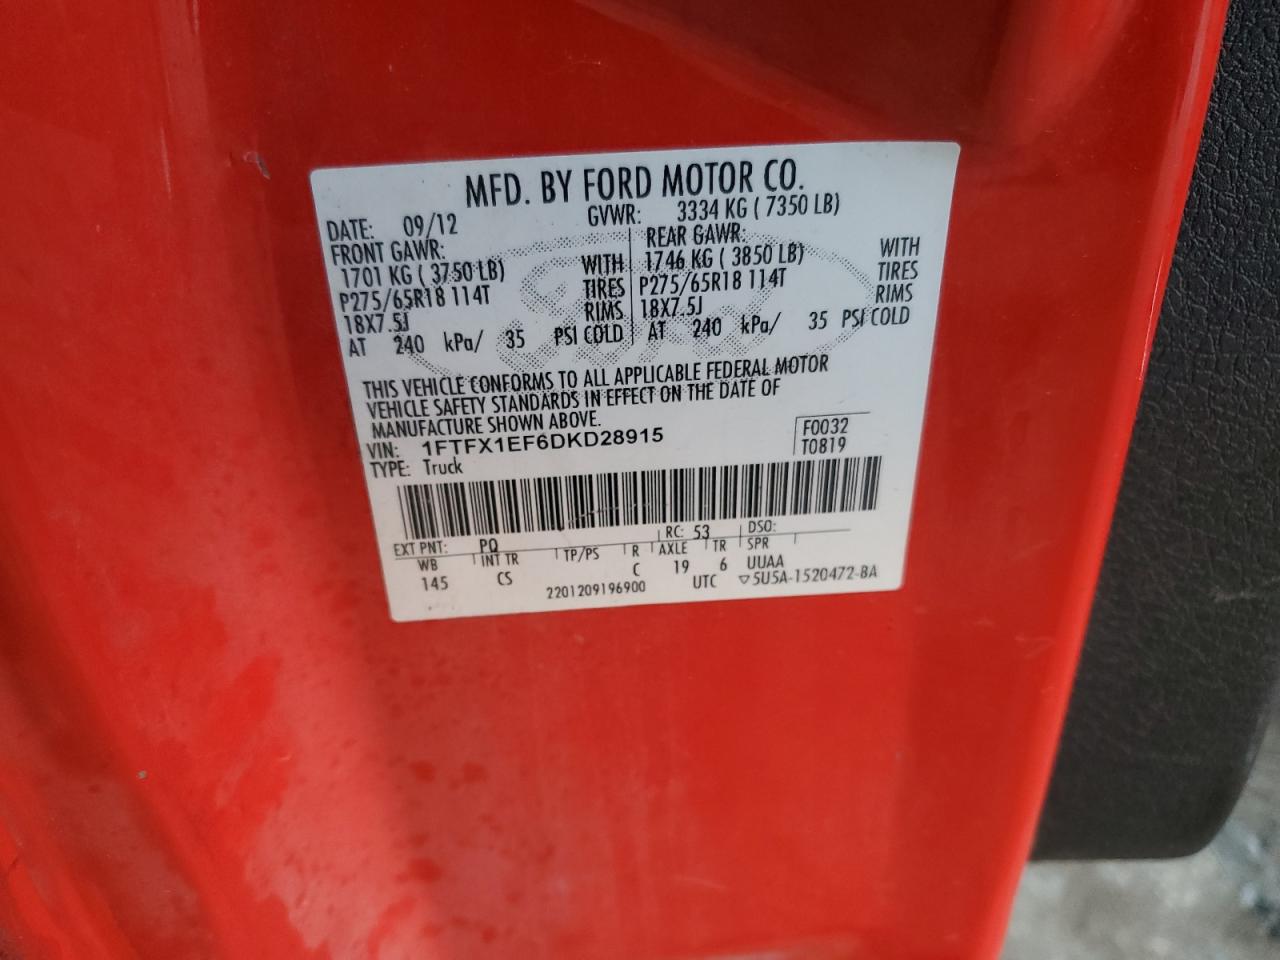 MFD. BY FORD MOTOR CO.
DATE: 09/12 GVWR: 3334 KG ( 7350 LB)
FRONT GAWR: REAR GAWR:
1701 KG ( 3750 LB) WITH 1746 KG ( 3850 LB) WITH
P275/65R18 114T TIRES P275/65R18 114T TIRES
18X7.5J RIMS 18X7.5J RIMS
AT 240 kPa/ 35 PSI COLD AT 240 kPa/ 35 PSI COLD
THIS VEHICLE CONFORMS TO ALL APPLICABLE FEDERAL MOTOR
VEHICLE SAFETY STANDARDS IN EFFECT ON THE DATE OF
MANUFACTURE SHOWN ABOVE.
VIN: 1FTFX1EF6DKD28915 F0032
TYPE: Truck T0819
EXT PNT: PQ RC: 53 DSO:
WB INT TR TP/PS R AXLE TR SPR
145 CS C 19 6 UUAA
2201209196900 UTC ▽5U5A-1520472-BA